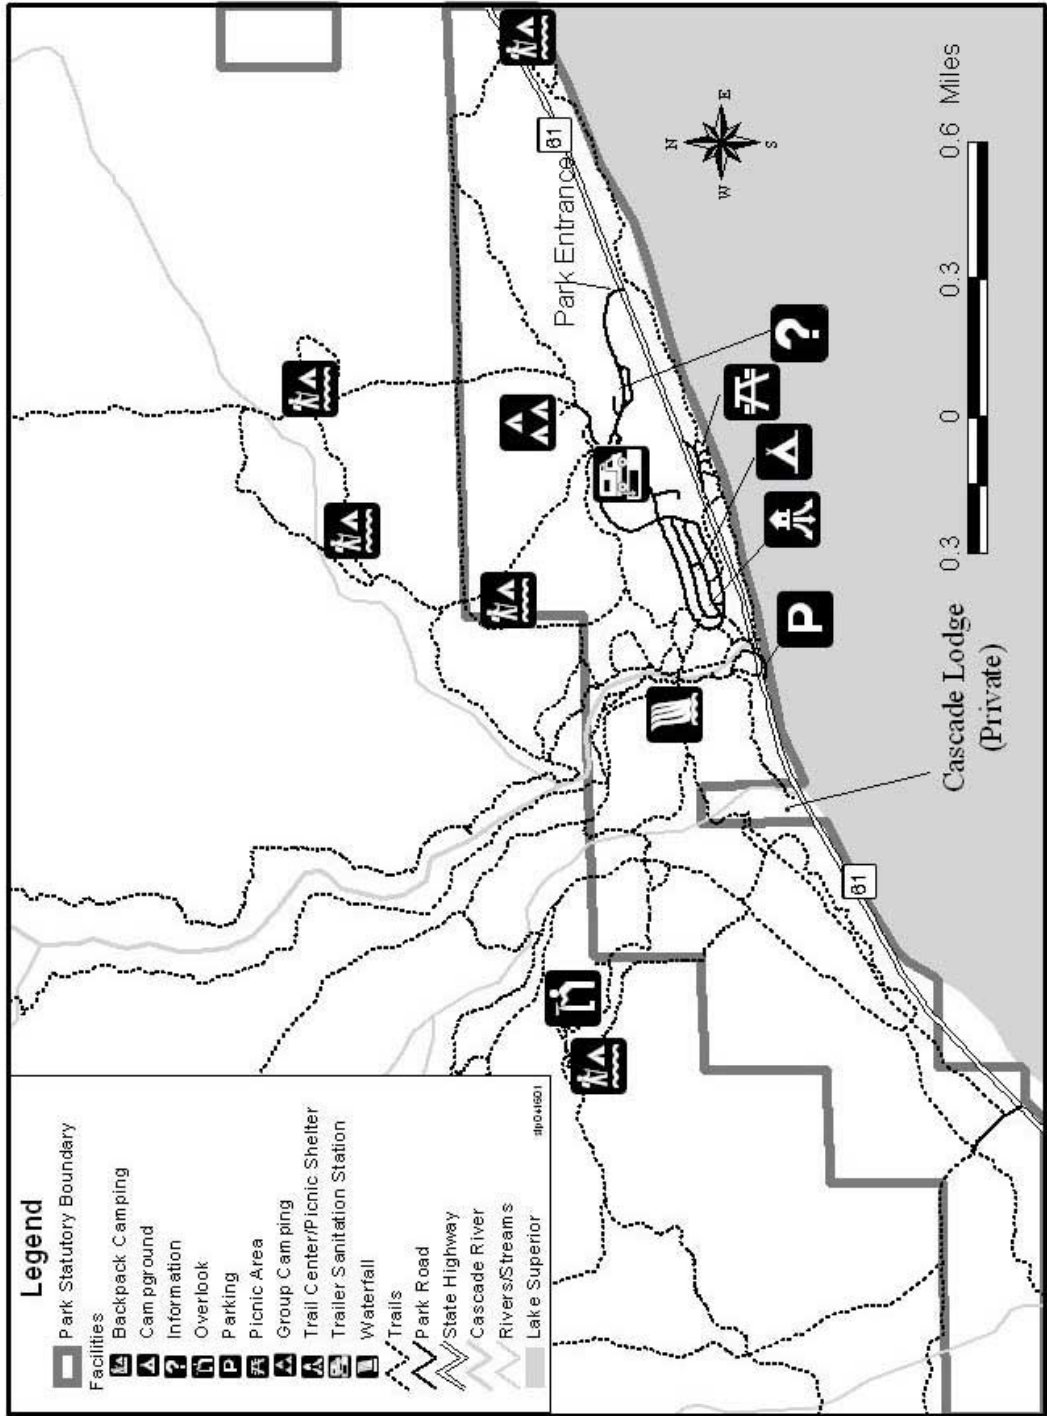 Legend
Park Statutory Boundary
Facilities
Backpack Camping
Campground
? Information
Overlook
P Parking
Picnic Area
Group Camping
Trail Center/Picnic Shelter
Trailer Sanitation Station
Waterfall
Trails
Park Road
State Highway
Cascade River
Rivers/Streams
Lake Superior
61
Park Entrance
N
W E
S
?
P
61
Cascade Lodge
(Private)
0.3 0 0.3 0.6 Miles